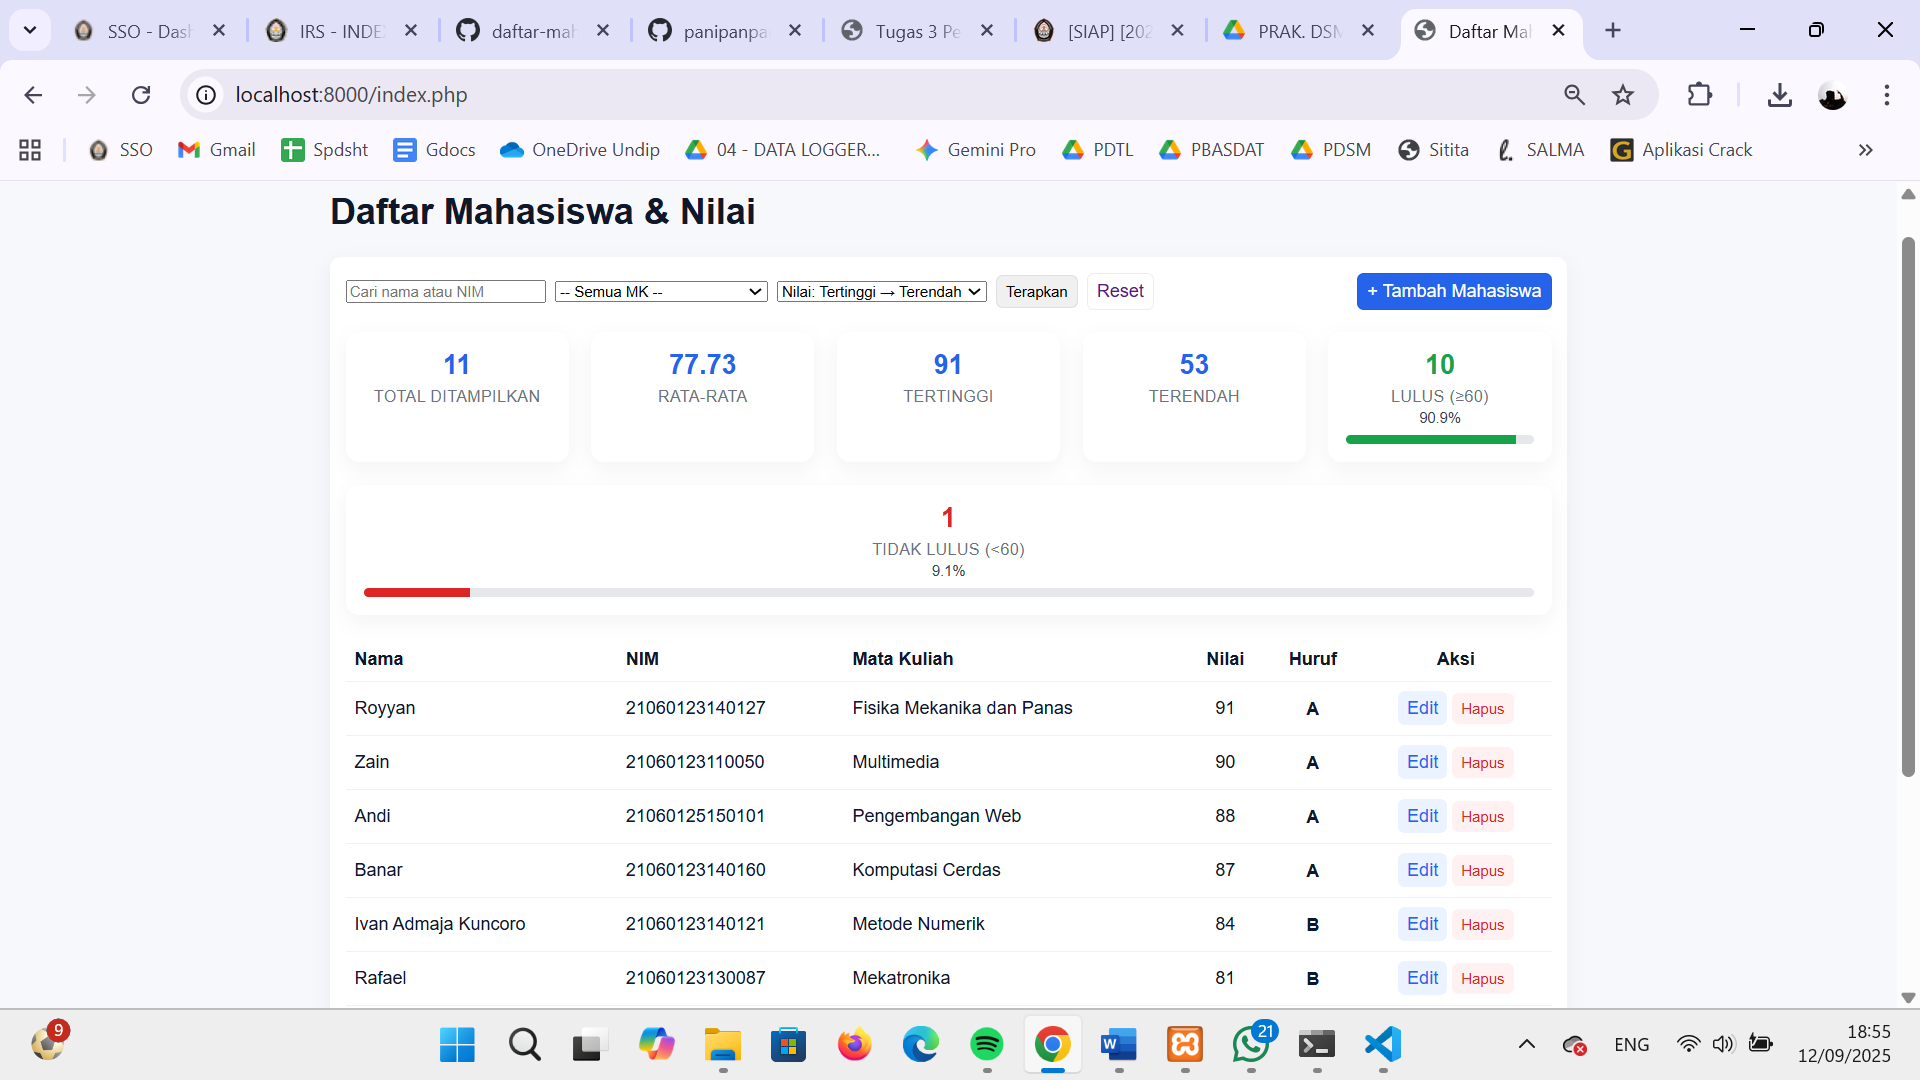 SSO - Das
IRS - INDE
daftar-mah
panipanpa
Tugas 3 Pe
[SIAP] [202
PRAK. DSM
Daftar Mah
localhost:8000/index.php
SSO
Gmail
Spdsht
Gdocs
OneDrive Undip
04 - DATA LOGGER...
Gemini Pro
PDTL
PBASDAT
PDSM
Sitita
SALMA
Aplikasi Crack
Daftar Mahasiswa & Nilai
Cari nama atau NIM
-- Semua MK --
Nilai: Tertinggi → Terendah
Terapkan
Reset
+ Tambah Mahasiswa
11
TOTAL DITAMPILKAN
77.73
RATA-RATA
91
TERTINGGI
53
TERENDAH
10
LULUS (≥60)
90.9%
1
TIDAK LULUS (<60)
9.1%
Nama NIM Mata Kuliah Nilai Huruf Aksi
Royyan 21060123140127 Fisika Mekanika dan Panas 91 A Edit Hapus
Zain 21060123110050 Multimedia 90 A Edit Hapus
Andi 21060125150101 Pengembangan Web 88 A Edit Hapus
Banar 21060123140160 Komputasi Cerdas 87 A Edit Hapus
Ivan Admaja Kuncoro 21060123140121 Metode Numerik 84 B Edit Hapus
Rafael 21060123130087 Mekatronika 81 B Edit Hapus
9
21
ENG
18:55
12/09/2025